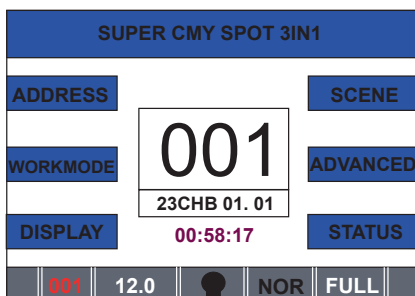 SUPER CMY SPOT 3IN1
ADDRESS
SCENE
001
WORKMODE
ADVANCED
23CHB 01. 01
DISPLAY
00:58:17
STATUS
001 12.0 NOR FULL